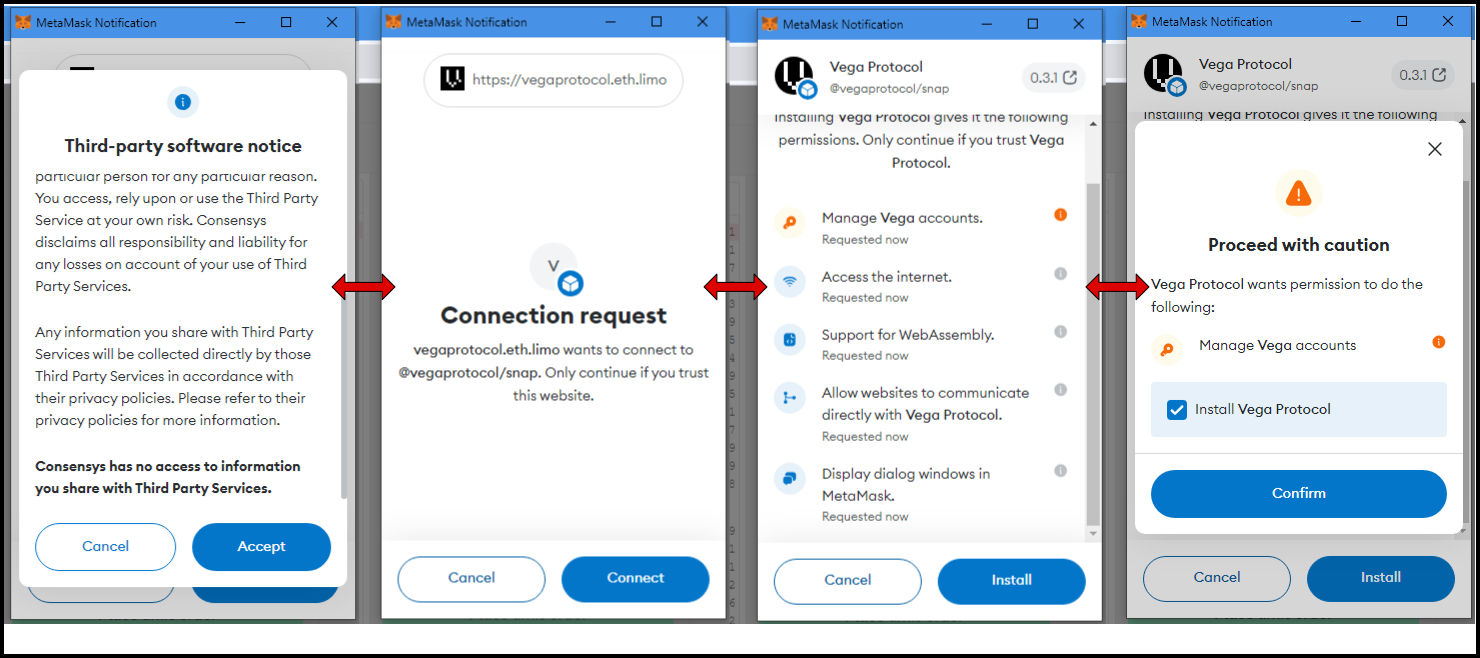 MetaMask Notification
Third-party software notice
particular person for any particular reason.
You access, rely upon or use the Third Party
Service at your own risk. Consensys
disclaims all responsibility and liability for
any losses on account of your use of Third
Party Services.
Any information you share with Third Party
Services will be collected directly by those
Third Party Services in accordance with
their privacy policies. Please refer to their
privacy policies for more information.
Consensys has no access to information
you share with Third Party Services.
Cancel
Accept
MetaMask Notification
https://vegaprotocol.eth.limo
V
Connection request
vegaprotocol.eth.limo wants to connect to
@vegaprotocol/snap. Only continue if you trust
this website.
Cancel
Connect
MetaMask Notification
Vega Protocol
@vegaprotocol/snap
0.3.1
Installing Vega Protocol gives it the following
permissions. Only continue if you trust Vega
Protocol.
Manage Vega accounts.
Requested now
Access the internet.
Requested now
Support for WebAssembly.
Requested now
Allow websites to communicate
directly with Vega Protocol.
Requested now
Display dialog windows in
MetaMask.
Requested now
Cancel
Install
MetaMask Notification
Vega Protocol
@vegaprotocol/snap
0.3.1
Installing Vega Protocol gives it the following
Proceed with caution
Vega Protocol wants permission to do the
following:
Manage Vega accounts
Install Vega Protocol
Confirm
Cancel
Install